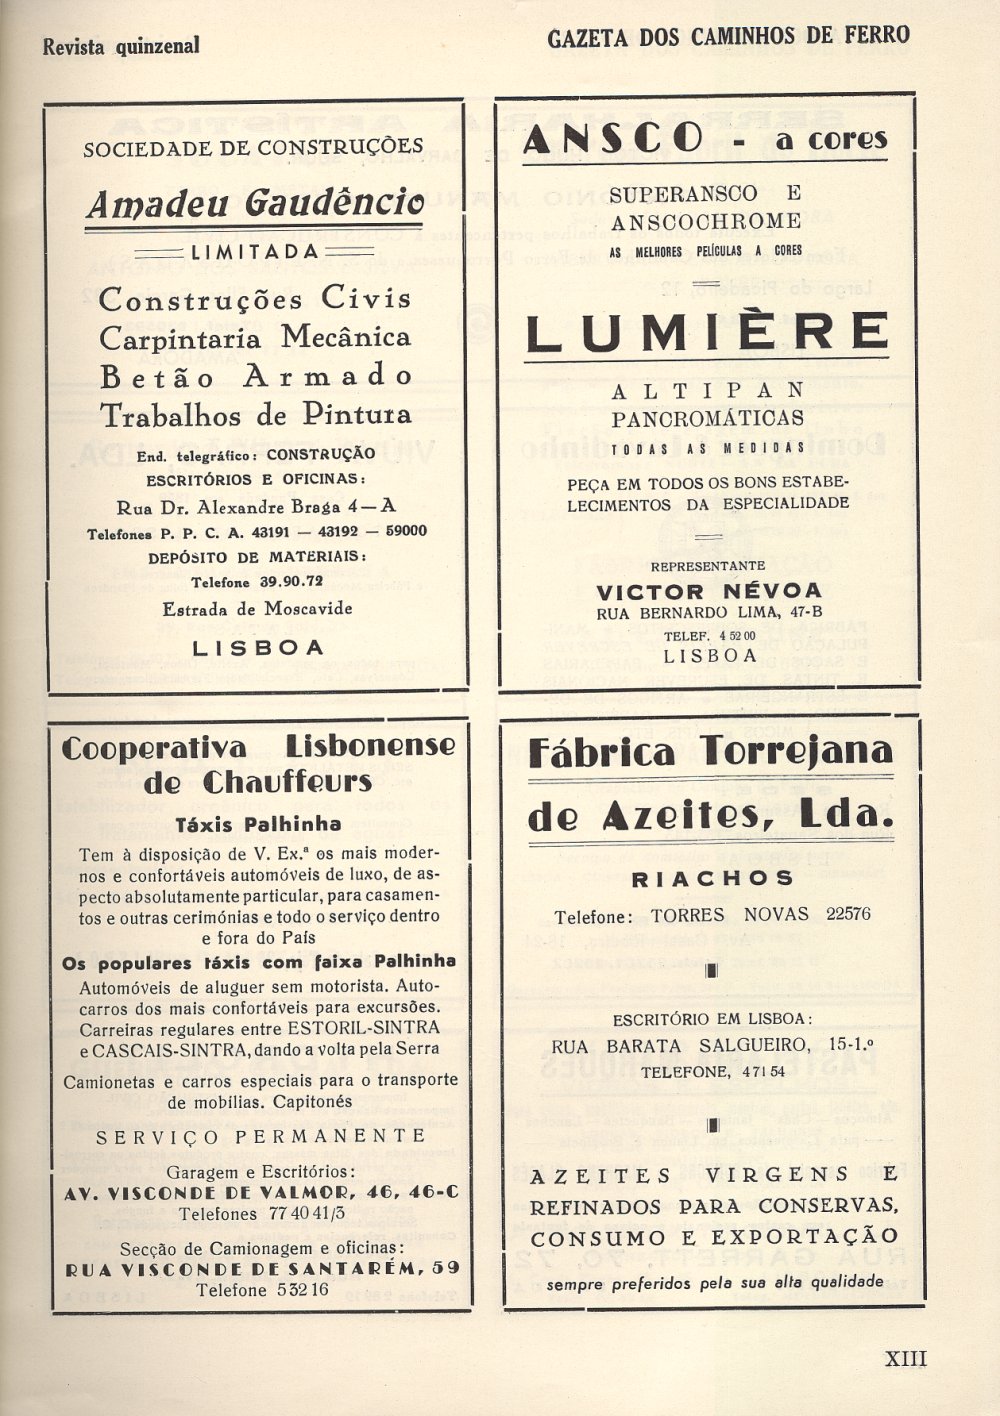 Revista quinzenal
GAZETA DOS CAMINHOS DE FERRO
SOCIEDADE DE CONSTRUÇÕES
Amadeu Gaudêncio
LIMITADA
Construções Civis
Carpintaria Mecânica
Betão Armado
Trabalhos de Pintura
End. telegráfico: CONSTRUÇÃO
ESCRITÓRIOS E OFICINAS:
Rua Dr. Alexandre Braga 4—A
Telefones P. P. C. A. 43191 — 43192 — 59000
DEPÓSITO DE MATERIAIS:
Telefone 39.90.72
Estrada de Moscavide
LISBOA
ANSCO - a cores
SUPERANSCO E
ANSCOCHROME
AS MELHORES PELÍCULAS A CORES
LUMIÈRE
ALTIPAN
PANCROMÁTICAS
TODAS AS MEDIDAS
PEÇA EM TODOS OS BONS ESTABE-
LECIMENTOS DA ESPECIALIDADE
REPRESENTANTE
VICTOR NÉVOA
RUA BERNARDO LIMA, 47-B
TELEF. 4 52 00
LISBOA
Cooperativa Lisbonense
de Chauffeurs
Táxis Palhinha
Tem à disposição de V. Ex.ª os mais moder-
nos e confortáveis automóveis de luxo, de as-
pecto absolutamente particular, para casamen-
tos e outras cerimónias e todo o serviço dentro
e fora do País
Os populares táxis com faixa Palhinha
Automóveis de aluguer sem motorista. Auto-
carros dos mais confortáveis para excursões.
Carreiras regulares entre ESTORIL-SINTRA
e CASCAIS-SINTRA, dando a volta pela Serra
Camionetas e carros especiais para o transporte
de mobílias. Capitonés
SERVIÇO PERMANENTE
Garagem e Escritórios:
AV. VISCONDE DE VALMOR, 46, 46-C
Telefones 77 40 41/3
Secção de Camionagem e oficinas:
RUA VISCONDE DE SANTARÉM, 59
Telefone 5 32 16
Fábrica Torrejana
de Azeites, Lda.
RIACHOS
Telefone: TORRES NOVAS 22576
ESCRITÓRIO EM LISBOA:
RUA BARATA SALGUEIRO, 15-1.º
TELEFONE, 4 71 54
AZEITES VIRGENS E
REFINADOS PARA CONSERVAS,
CONSUMO E EXPORTAÇÃO
sempre preferidos pela sua alta qualidade
XIII